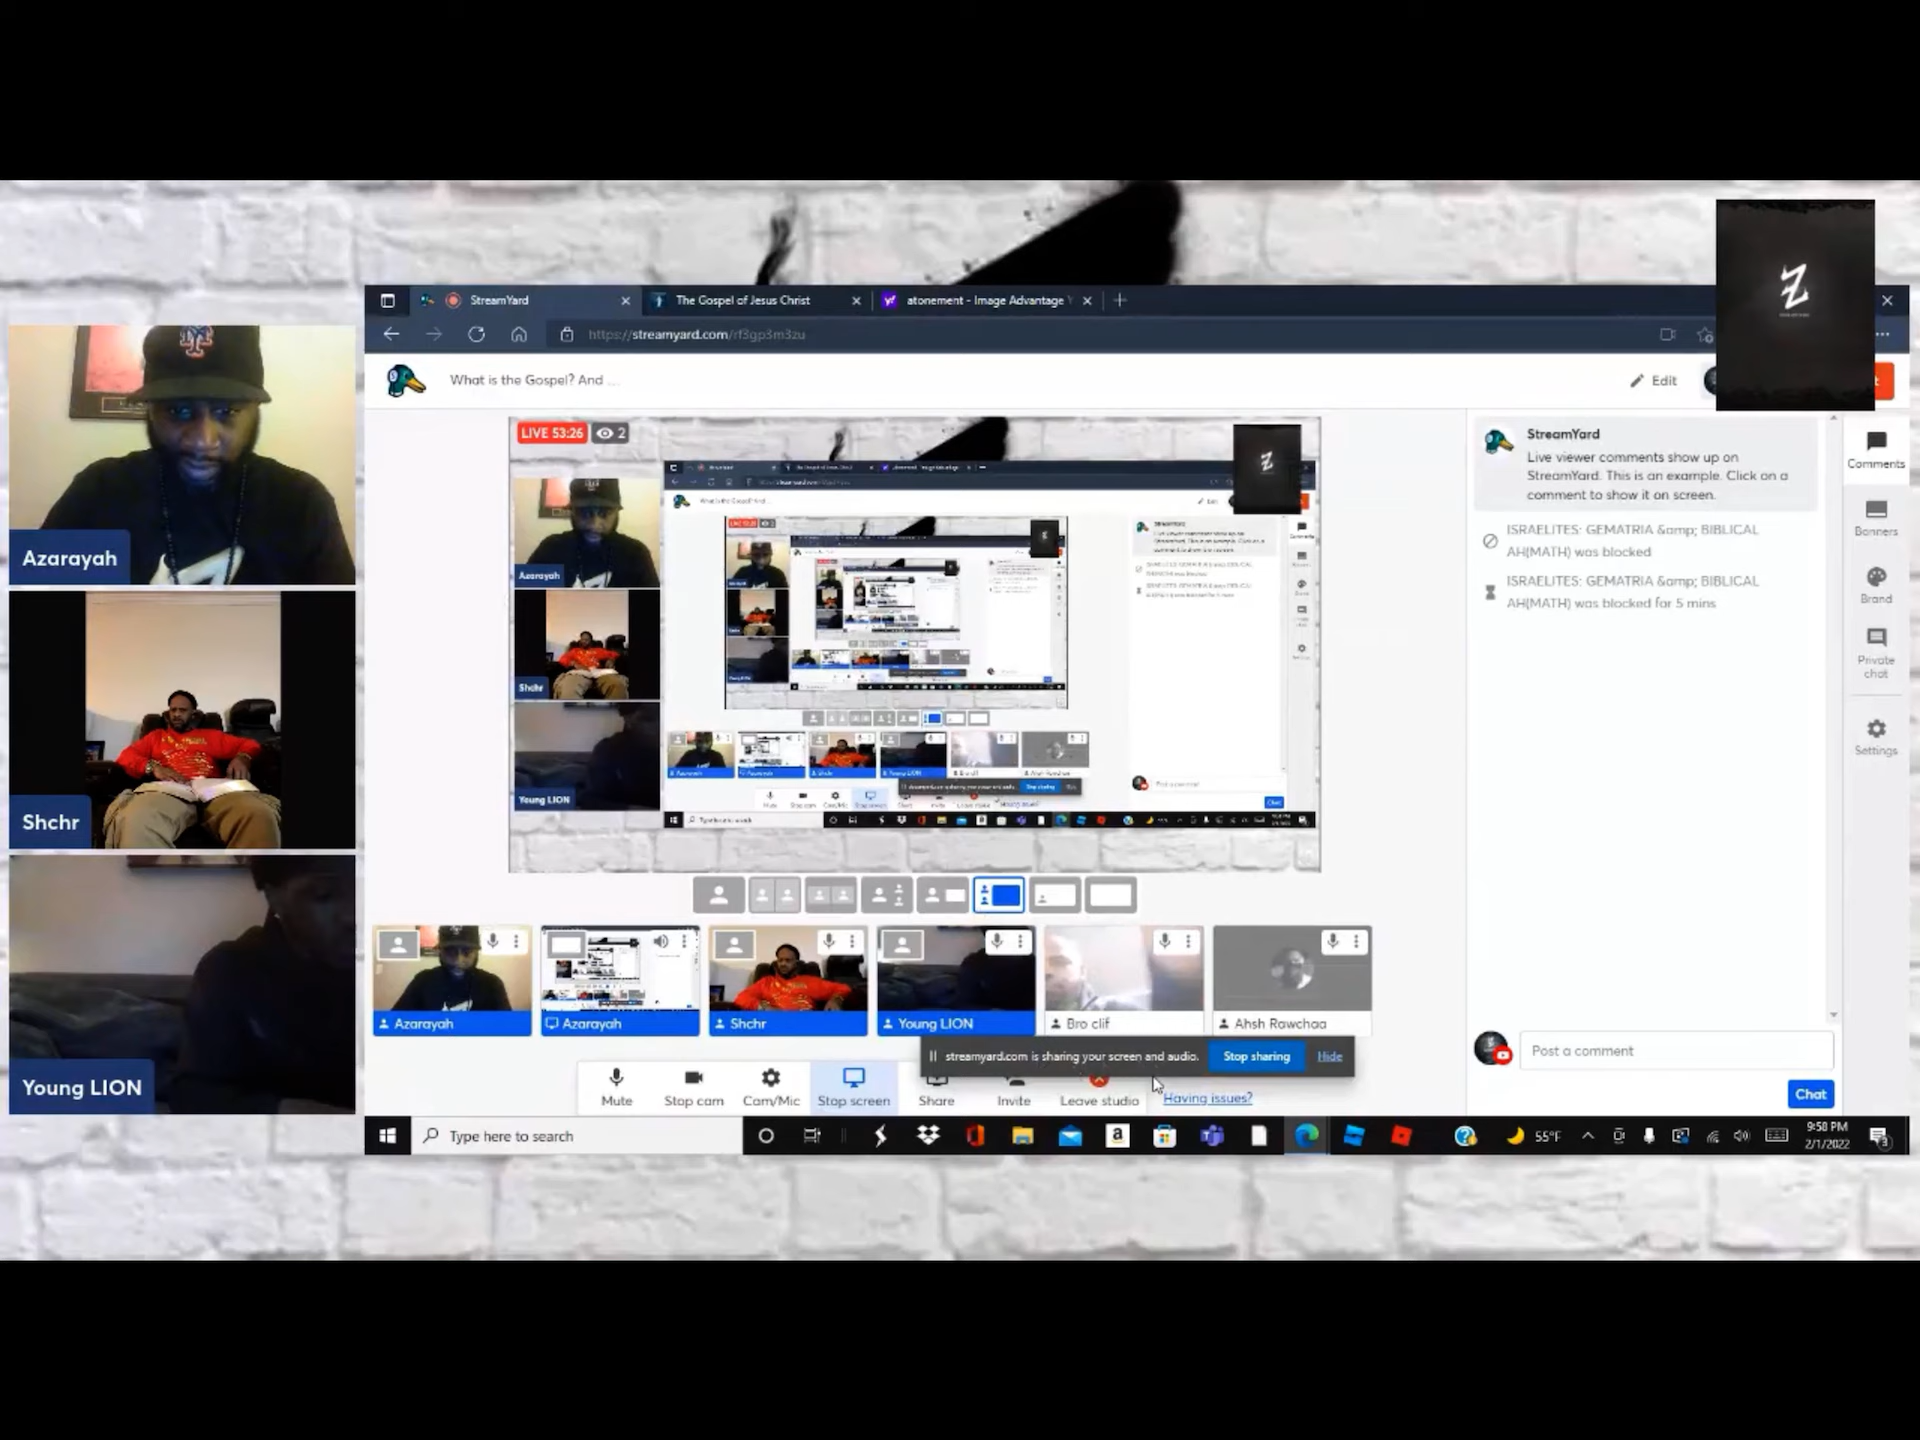 StreamYard
The Gospel of Jesus Christ
atonement - Image Advantage Y
https://streamyard.com/rf3gp3m3zu
What is the Gospel? And ...
Edit
LIVE 53:26
2
Azarayah
Shchr
Young LION
Azarayah
Shchr
Young LION
StreamYard
Live viewer comments show up on
StreamYard. This is an example. Click on a
comment to show it on screen.
ISRAELITES: GEMATRIA &amp; BIBLICAL
AH(MATH) was blocked
ISRAELITES: GEMATRIA &amp; BIBLICAL
AH(MATH) was blocked for 5 mins
Comments
Banners
Brand
Private
chat
Settings
Azarayah
Azarayah
Shchr
Young LION
Bro clif
Ahsh Rawchaa
streamyard.com is sharing your screen and audio.
Stop sharing
Hide
Mute
Stop cam
Cam/Mic
Stop screen
Share
Invite
Leave studio
Having issues?
Post a comment
Chat
Type here to search
55°F
9:58 PM
2/1/2022
3